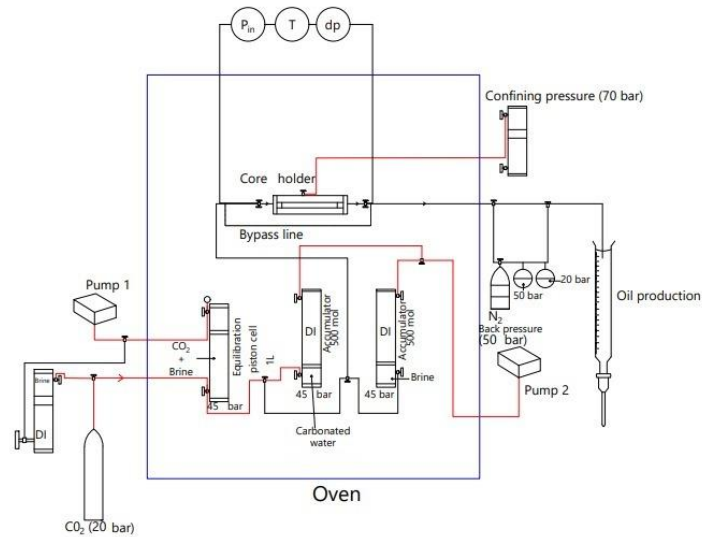 Pin
T
dp
Confining pressure (70 bar)
Core holder
Bypass line
Pump 1
CO2
+
Brine
Equilibration
piston cell
1L
DI
Accumulator
500 mol
DI
Accumulator
500 mol
Brine
45 bar
45 bar
45 bar
Carbonated
water
Brine
DI
C02 (20 bar)
N2
50 bar
20 bar
Back pressure
(50 bar)
Oil production
Pump 2
Oven